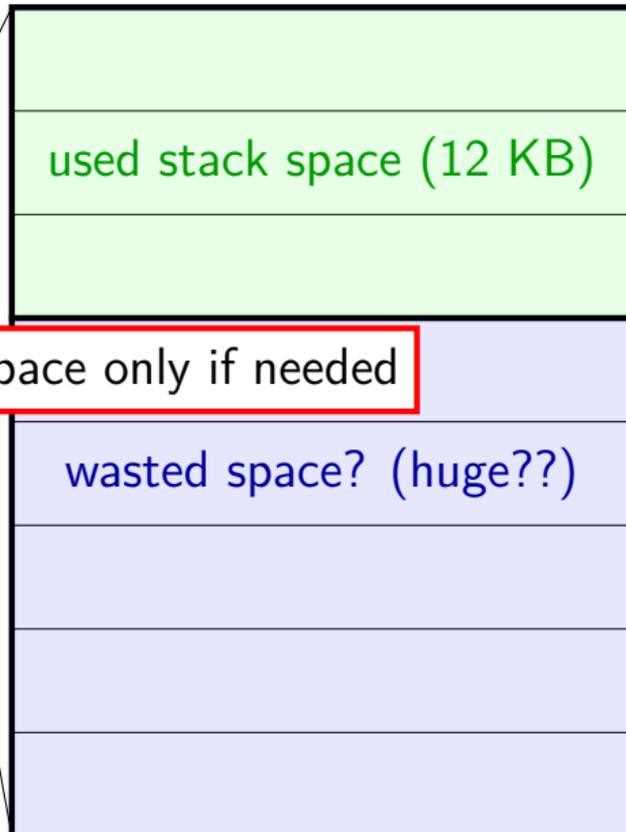 used stack space (12 KB)
pace only if needed
wasted space? (huge??)